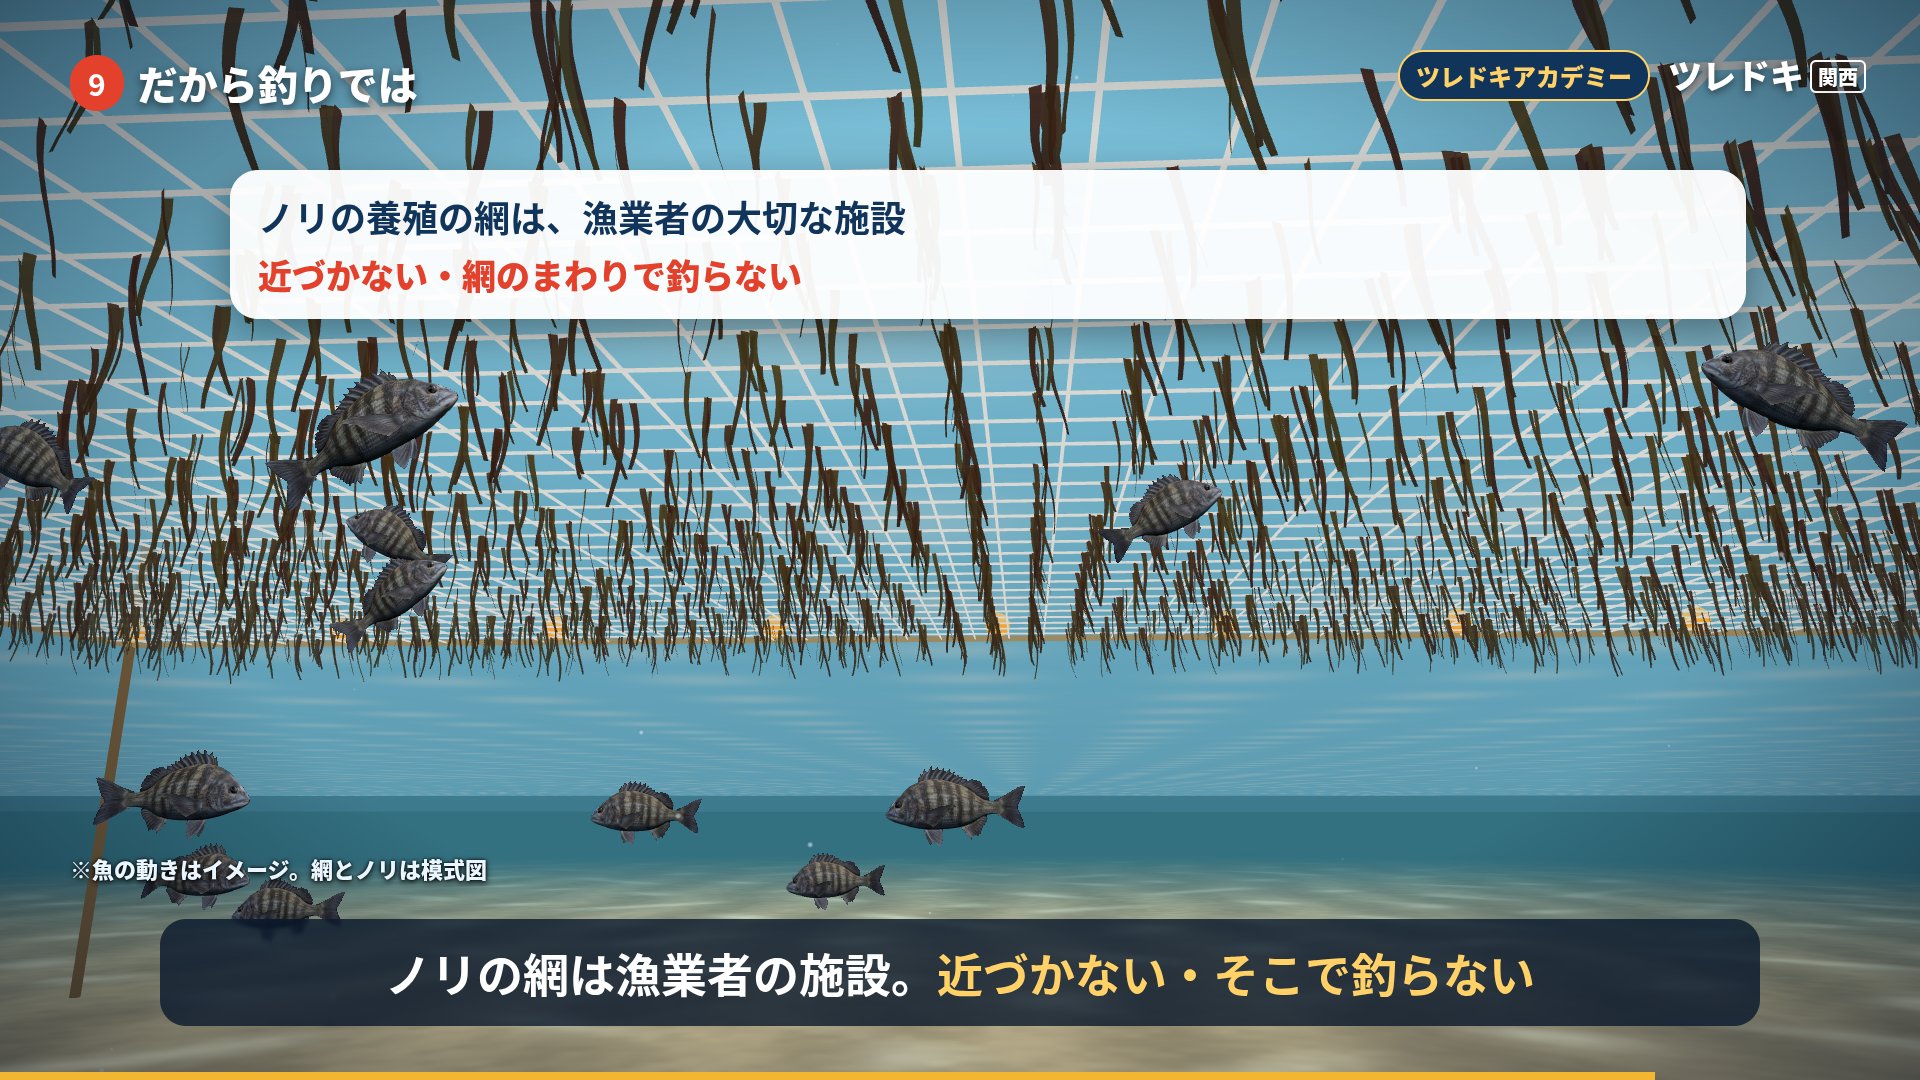 9 だから釣りでは
ツレドキアカデミー ツレドキ 関西
ノリの養殖の網は、漁業者の大切な施設
近づかない・網のまわりで釣らない
※魚の動きはイメージ。網とノリは模式図
ノリの網は漁業者の施設。近づかない・そこで釣らない